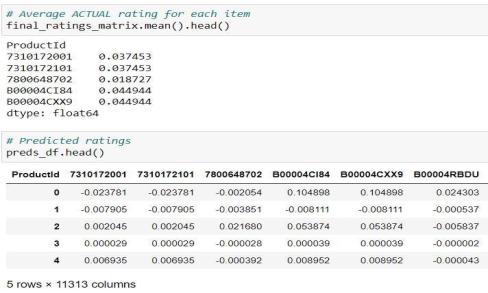 # Average ACTUAL rating for each item
final_ratings_matrix.mean().head()
ProductId
7310172001 0.037453
7310172101 0.037453
7800648702 0.018727
B00004CI84 0.044944
B00004CXX9 0.044944
dtype: float64
# Predicted ratings
preds_df.head()
ProductId 7310172001 7310172101 7800648702 B00004CI84 B00004CXX9 B00004RBDU
0 -0.023781 -0.023781 -0.002054 0.104898 0.104898 0.024303
1 -0.007905 -0.007905 -0.003851 -0.008111 -0.008111 -0.000537
2 0.002045 0.002045 0.021680 0.053874 0.053874 -0.005837
3 0.000029 0.000029 -0.000028 0.000039 0.000039 -0.000002
4 0.006935 0.006935 -0.000392 0.008952 0.008952 -0.000043
5 rows × 11313 columns